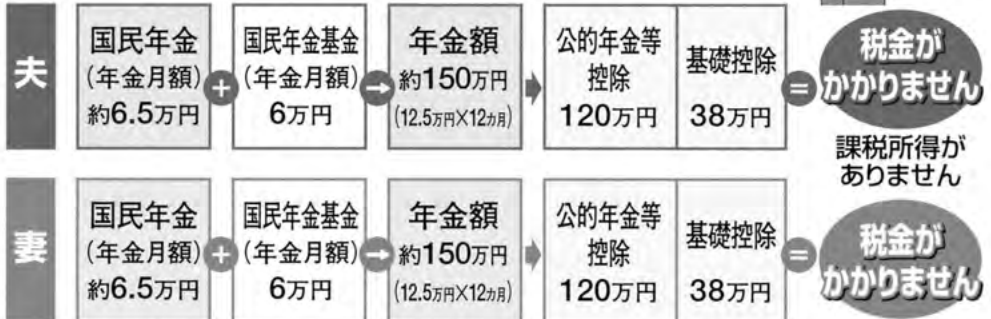 夫
国民年金
(年金月額)
約6.5万円
+
国民年金基金
(年金月額)
6万円
→
年金額
約150万円
(12.5万円×12ヵ月)
公的年金等
控除
120万円
基礎控除
38万円
=
税金が
かかりません
課税所得が
ありません
妻
国民年金
(年金月額)
約6.5万円
+
国民年金基金
(年金月額)
6万円
→
年金額
約150万円
(12.5万円×12ヵ月)
公的年金等
控除
120万円
基礎控除
38万円
=
税金が
かかりません